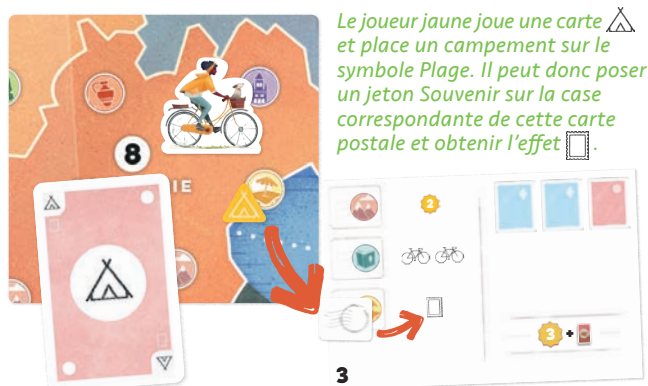 Le joueur jaune joue une carte
et place un campement sur le
symbole Plage. Il peut donc poser
un jeton Souvenir sur la case
correspondante de cette carte
postale et obtenir l'effet .
8
IE
2
3 +
3